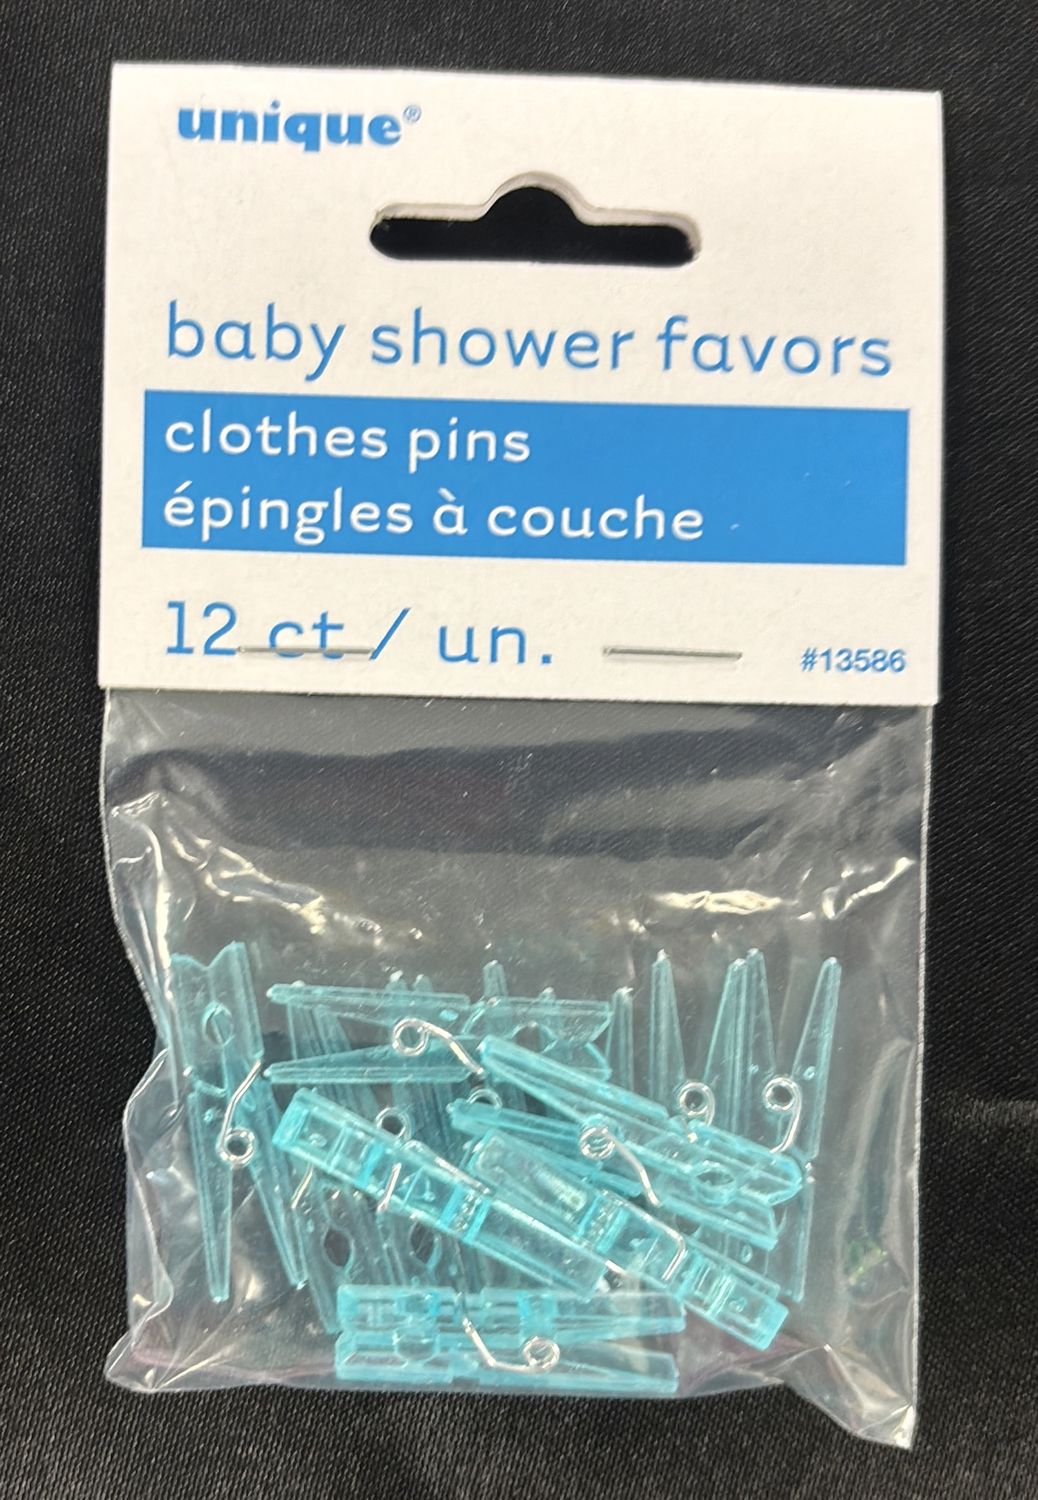 unique®
baby shower favors
clothes pins
épingles à couche
12 ct / un.
#13586